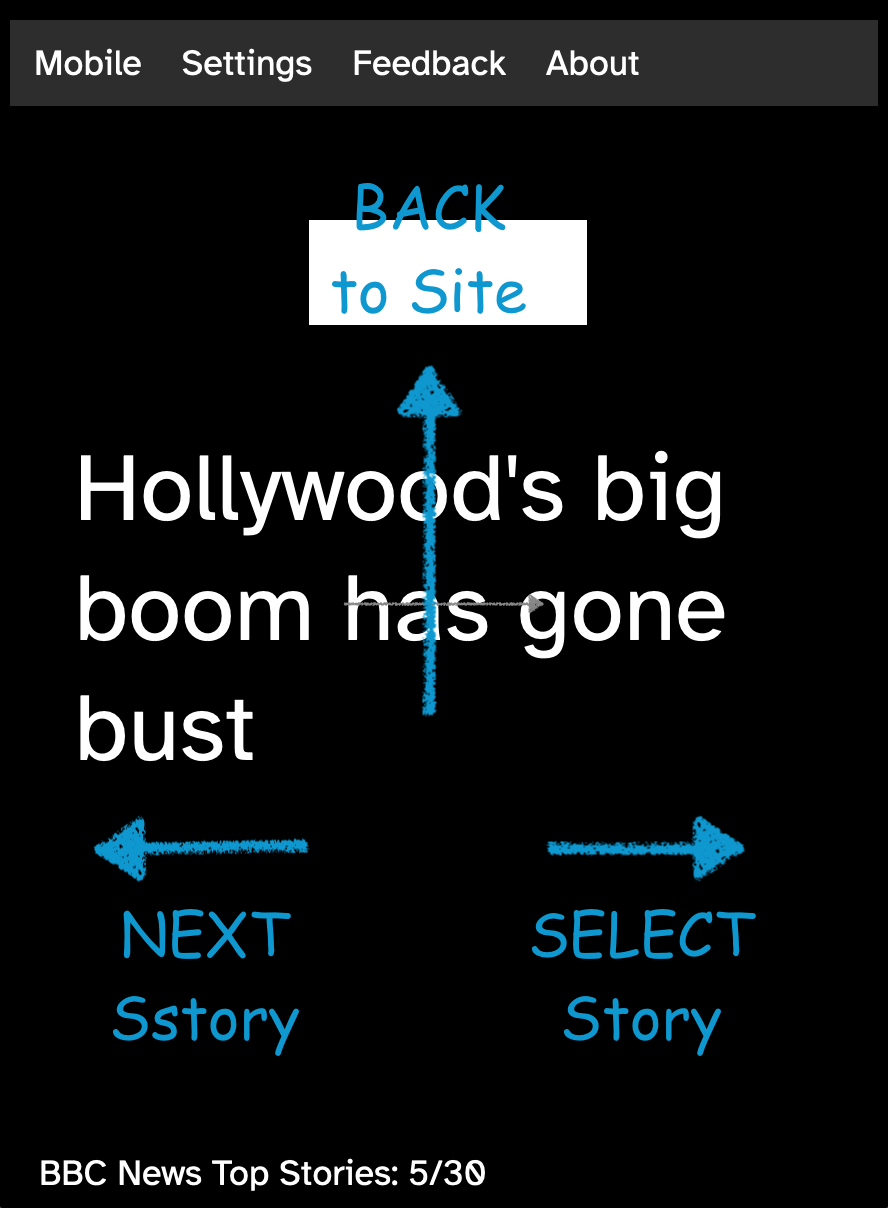 Mobile Settings Feedback About
BACK
to Site
Hollywood's big
boom has gone
bust
NEXT SELECT
Sstory Story
BBC News Top Stories: 5/30